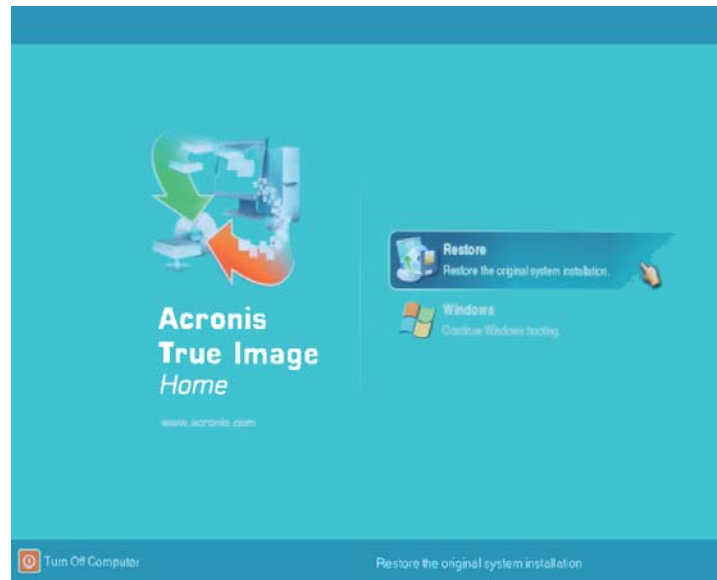 Acronis
True Image
Home
www.acronis.com
Restore
Restore the original system installation.
Windows
Continue Windows booting
Turn Off Computer
Restore the original system installation